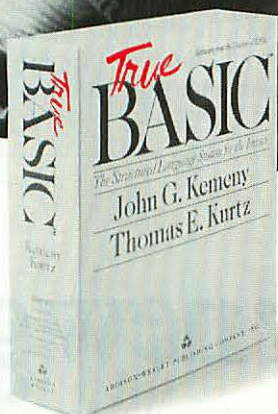 True
BASIC
The Structured Language System for the Future
John G. Kemeny
Thomas E. Kurtz
ADDISON-WESLEY PUBLISHING COMPANY, INC.
True
BASIC
Kemeny
Kurtz